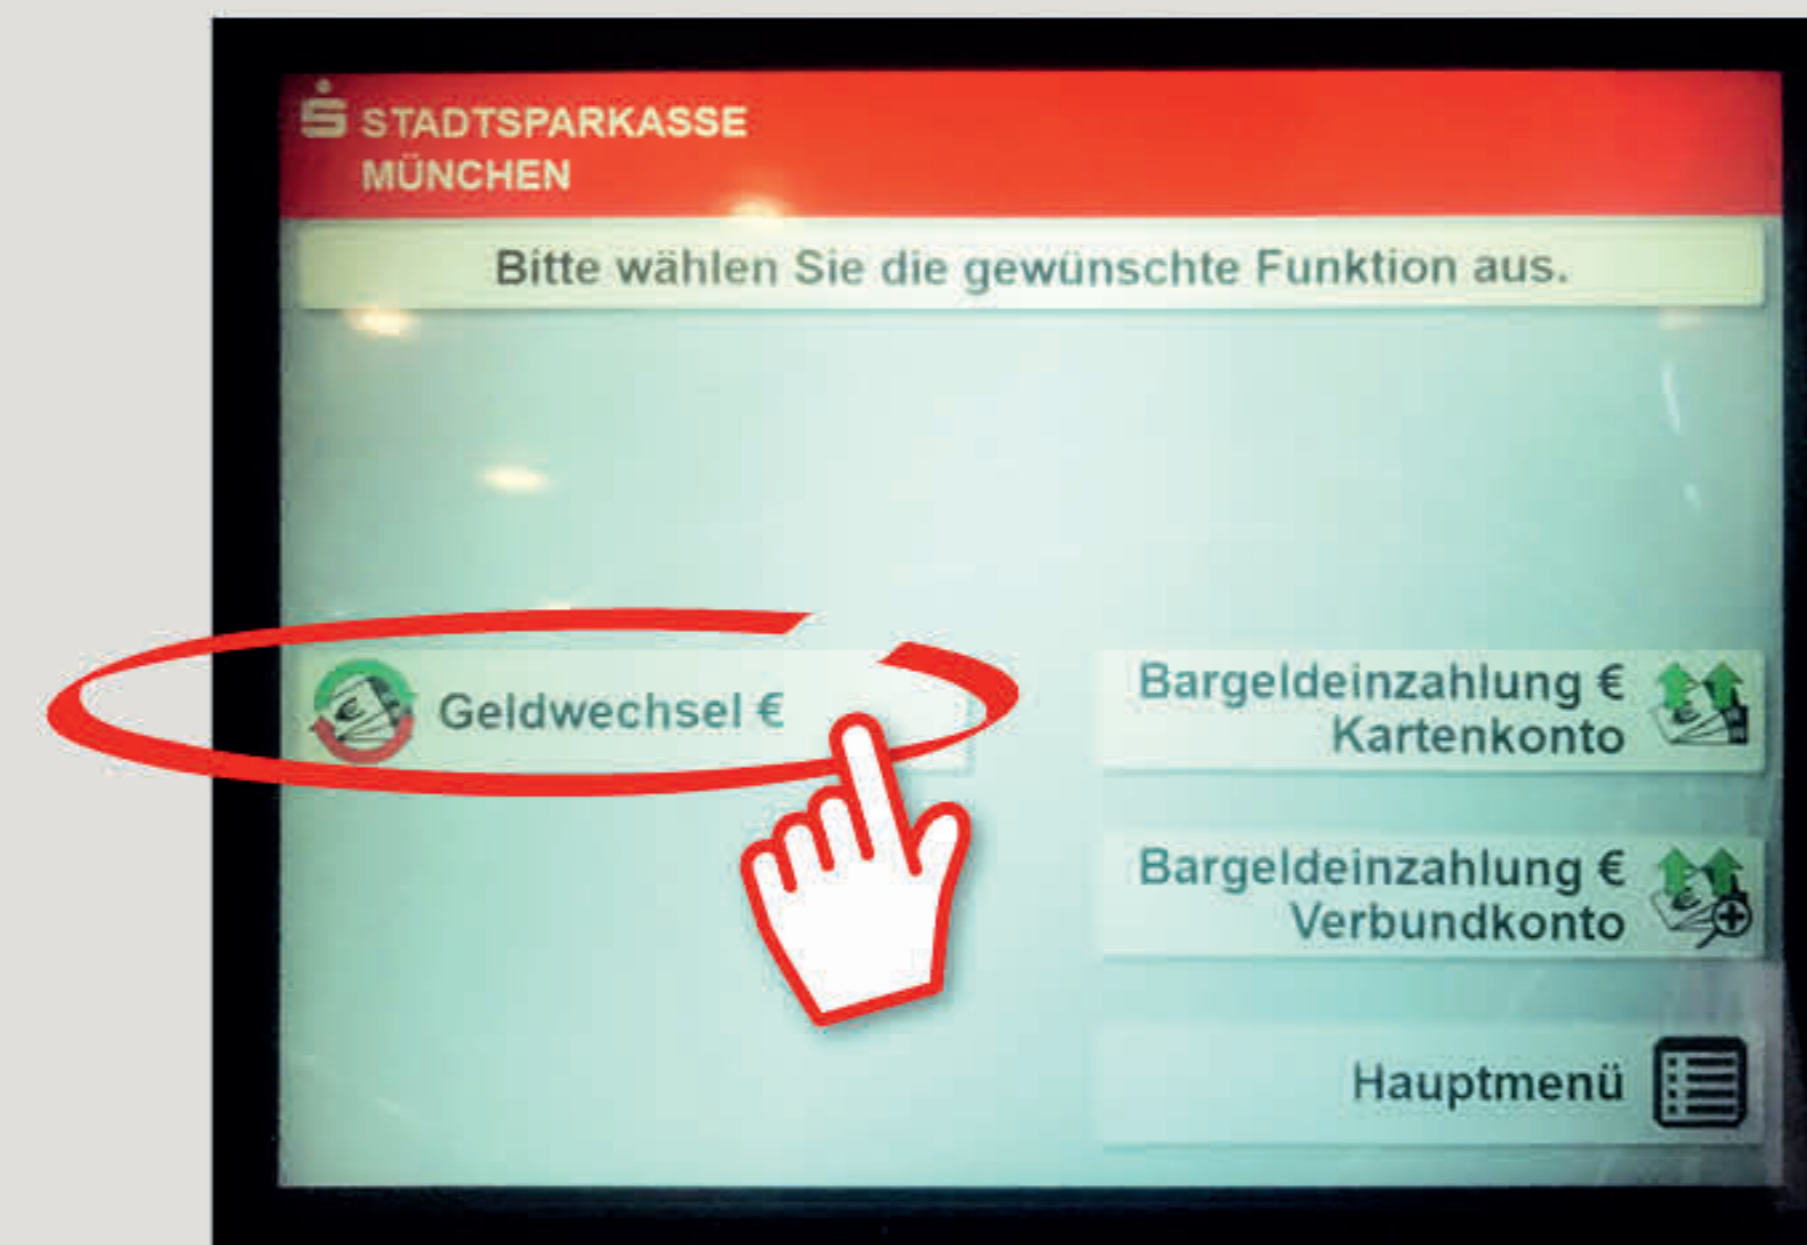 STADTSPARKASSE
MÜNCHEN
Bitte wählen Sie die gewünschte Funktion aus.
Geldwechsel €
Bargeldeinzahlung €
Kartenkonto
Bargeldeinzahlung €
Verbundkonto
Hauptmenü